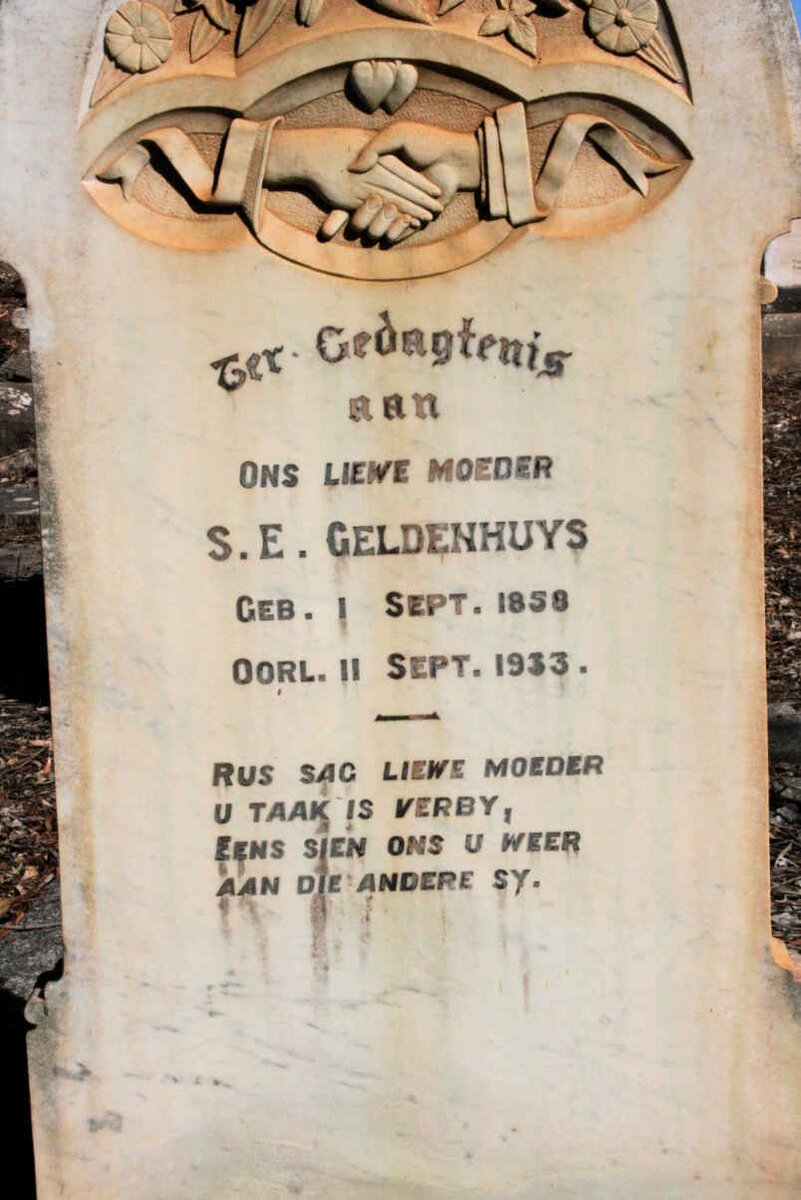 Ter Gedagtenis
aan
ONS LIEWE MOEDER
S. E. GELDENHUYS
GEB. 1 SEPT. 1858
OORL. 11 SEPT. 1933.
RUS SAG LIEWE MOEDER
U TAAK IS VERBY,
EENS SIEN ONS U WEER
AAN DIE ANDERE SY.